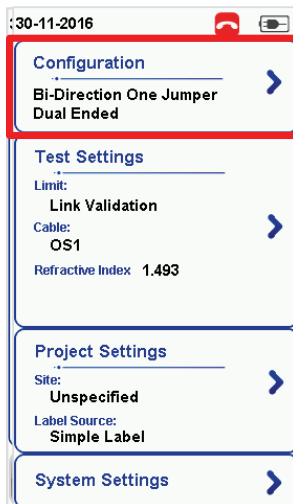 :30-11-2016
Configuration
Bi-Direction One Jumper
Dual Ended
Test Settings
Limit:
Link Validation
Cable:
OS1
Refractive Index 1.493
Project Settings
Site:
Unspecified
Label Source:
Simple Label
System Settings